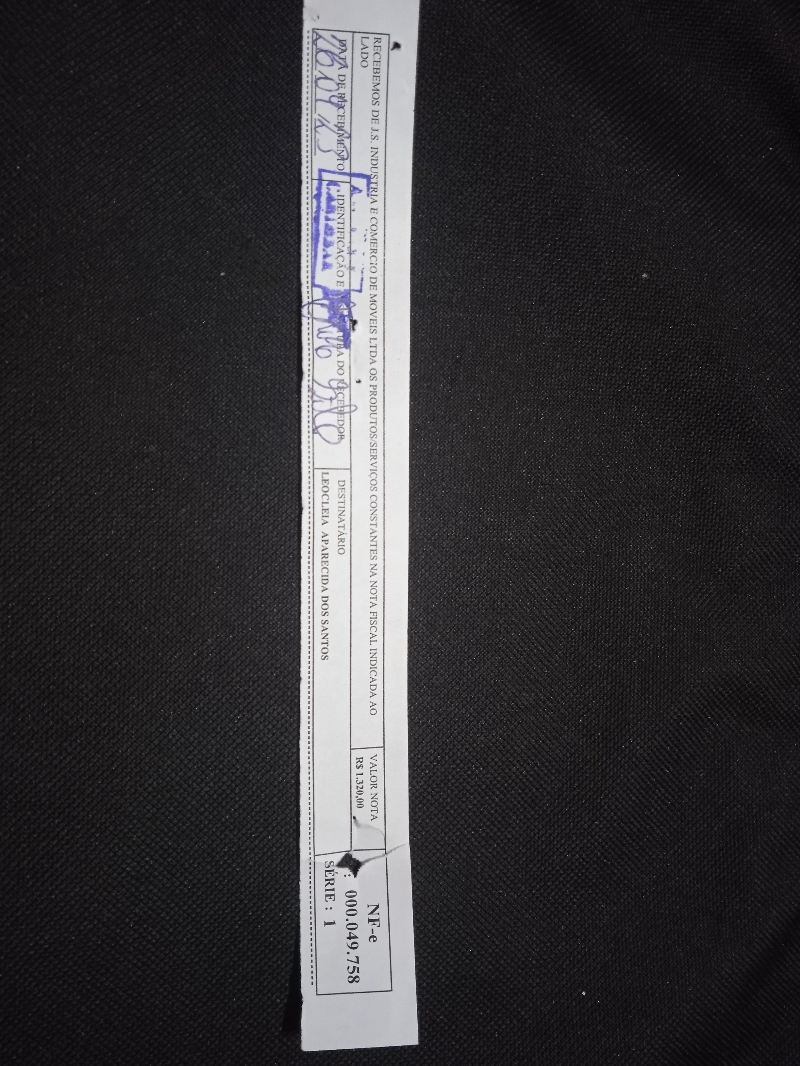 RECEBEMOS DE J.S. INDUSTRIA E COMERCIO DE MOVEIS LTDA OS PRODUTOS/SERVIÇOS CONSTANTES NA NOTA FISCAL INDICADA AO
LADO
VALOR NOTA
R$ 1.320,00
NF-e
: 000.049.758
SÉRIE : 1
DATA DE RECEBIMENTO
IDENTIFICAÇÃO E DO RECEBEDOR
DESTINATÁRIO
LEOCLEIA APARECIDA DOS SANTOS